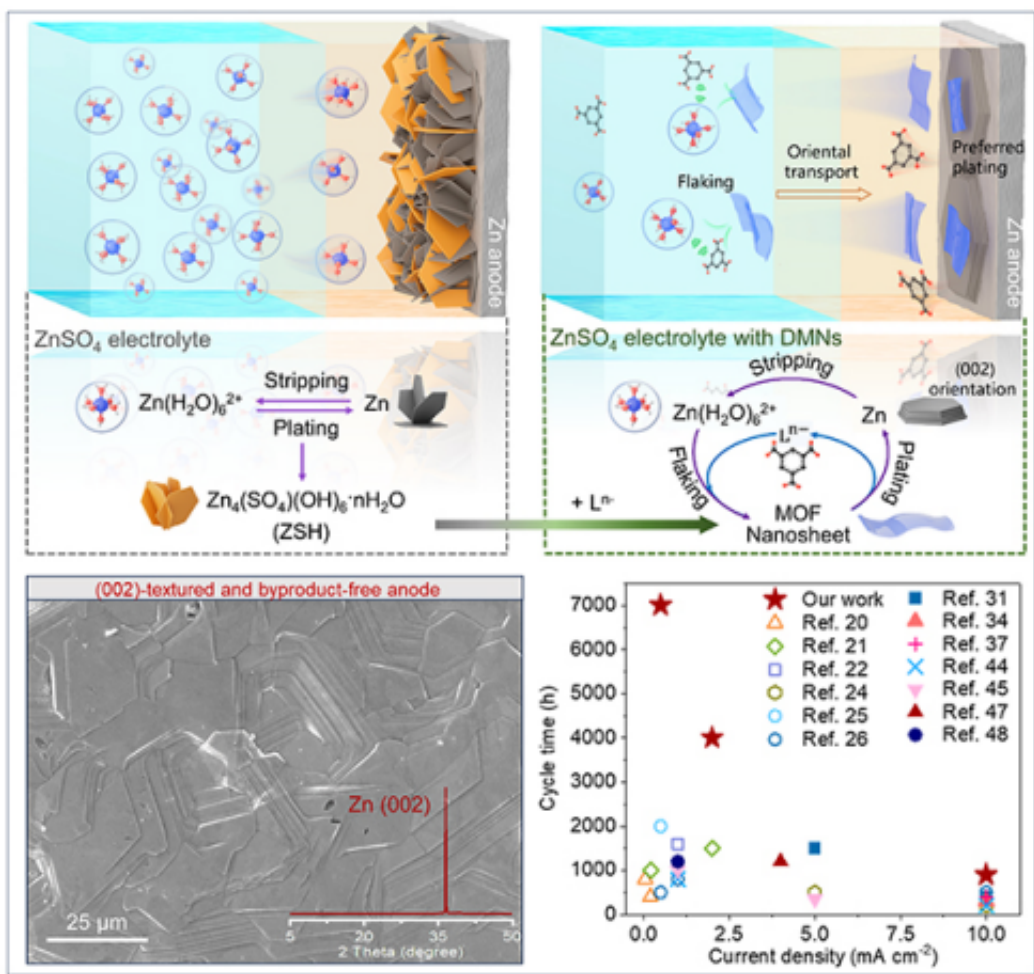 Zn anode
Flaking
Oriental
transport
Preferred
plating
Zn anode
ZnSO₄ electrolyte
Stripping
Zn(H₂O)₆²⁺
Zn
Plating
Zn₄(SO₄)(OH)₆·nH₂O
(ZSH)
+ Lⁿ⁻
ZnSO₄ electrolyte with DMNs
Stripping
(002)
orientation
Zn(H₂O)₆²⁺
Zn
Lⁿ⁻
Flaking
Plating
MOF
Nanosheet
(002)-textured and byproduct-free anode
Zn (002)
25 μm
5 20 35 50
2 Theta (degree)
Cycle time (h)
7000
6000
5000
4000
3000
2000
1000
0
Our work
Ref. 20
Ref. 21
Ref. 22
Ref. 24
Ref. 25
Ref. 26
Ref. 31
Ref. 34
Ref. 37
Ref. 44
Ref. 45
Ref. 47
Ref. 48
0.0 2.5 5.0 7.5 10.0
Current density (mA cm⁻²)